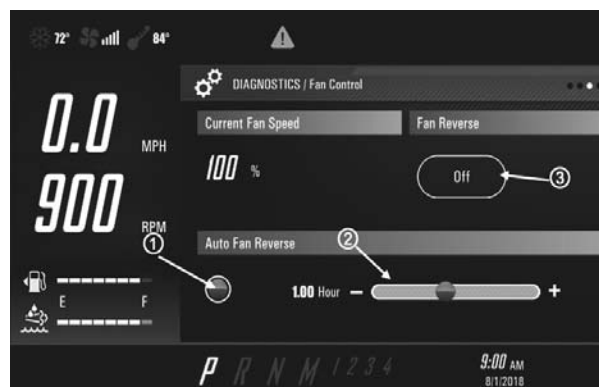 72° 84°
DIAGNOSTICS / Fan Control
Current Fan Speed Fan Reverse
0.0 MPH
100 %
Off
3
900 RPM
1
Auto Fan Reverse
2
1.00 Hour − +
E F
P R N M 1 2 3 4
9:00 AM
8/1/2018